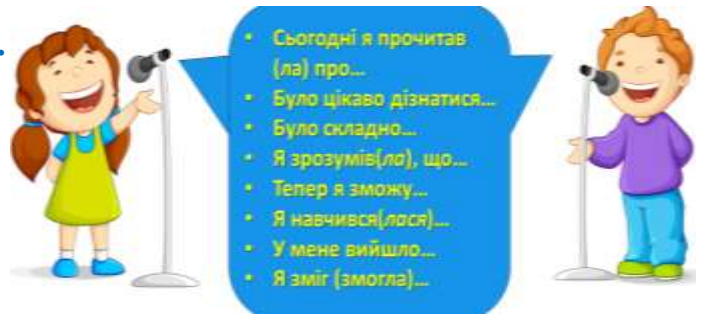 • Сьогодні я прочитав
(ла) про...
• Було цікаво дізнатися...
• Було складно...
• Я зрозумів(ла), що...
• Тепер я зможу...
• Я навчився(лася)...
• У мене вийшло...
• Я зміг (змогла)...